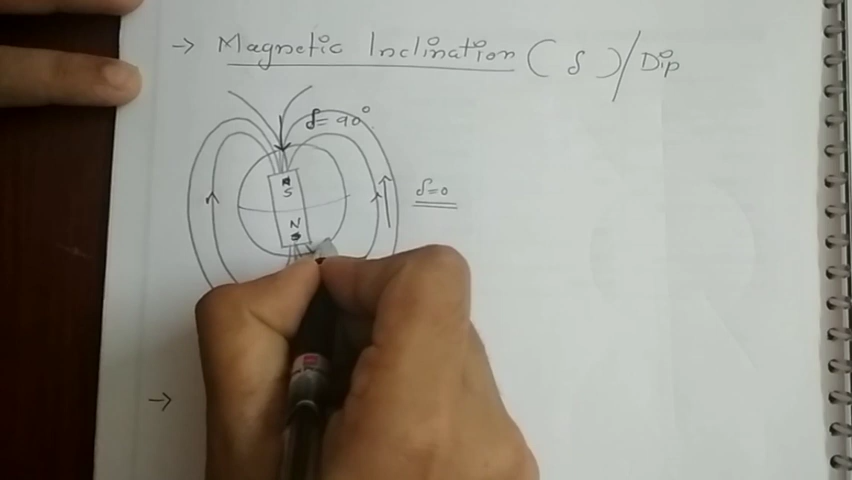 → Magnetic Inclination (δ)/Dip
δ= 90°
S
δ=0
N
→